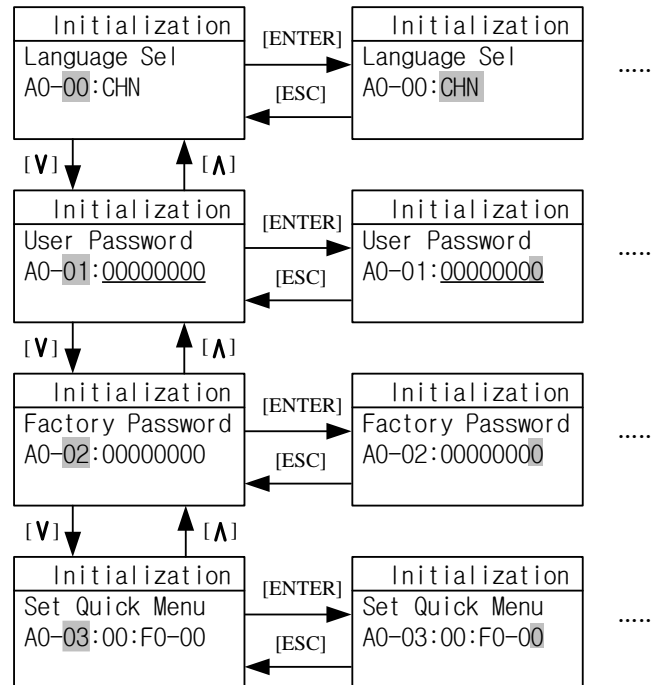 Initialization
Language Sel
A0-00:CHN
[ENTER]
[ESC]
Initialization
Language Sel
A0-00:CHN
.....
[∨]
[∧]
Initialization
User Password
A0-01:00000000
[ENTER]
[ESC]
Initialization
User Password
A0-01:00000000
.....
[∨]
[∧]
Initialization
Factory Password
A0-02:00000000
[ENTER]
[ESC]
Initialization
Factory Password
A0-02:00000000
.....
[∨]
[∧]
Initialization
Set Quick Menu
A0-03:00:F0-00
[ENTER]
[ESC]
Initialization
Set Quick Menu
A0-03:00:F0-00
.....